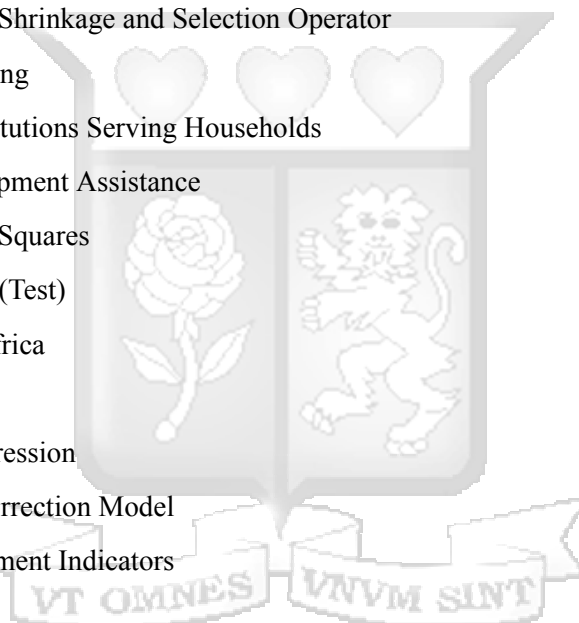 Shrinkage and Selection Operator
ng
tutions Serving Households
pment Assistance
Squares
(Test)
frica
ression
rrection Model
ment Indicators
VT OMNES VNVM SINT